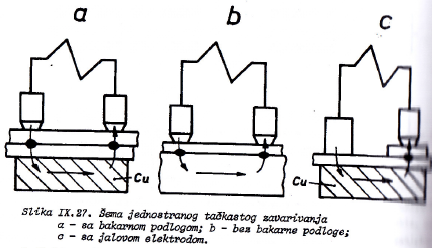 a b c
Cu
Cu
Slika IX.27. Šema jednostranog tačkastog zavarivanja
a - sa bakarnom podlogom; b - bez bakarne podloge;
c - sa jalovom elektrodom.